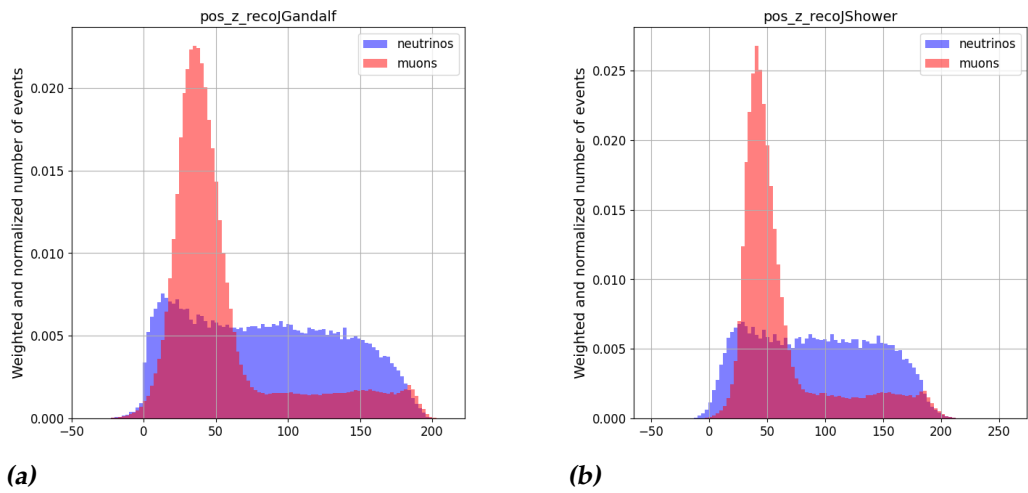 pos_z_recoJGandalf
Weighted and normalized number of events
neutrinos
muons
0.020
0.015
0.010
0.005
0.000
−50 0 50 100 150 200
(a)
pos_z_recoJShower
Weighted and normalized number of events
neutrinos
muons
0.025
0.020
0.015
0.010
0.005
0.000
−50 0 50 100 150 200 250
(b)